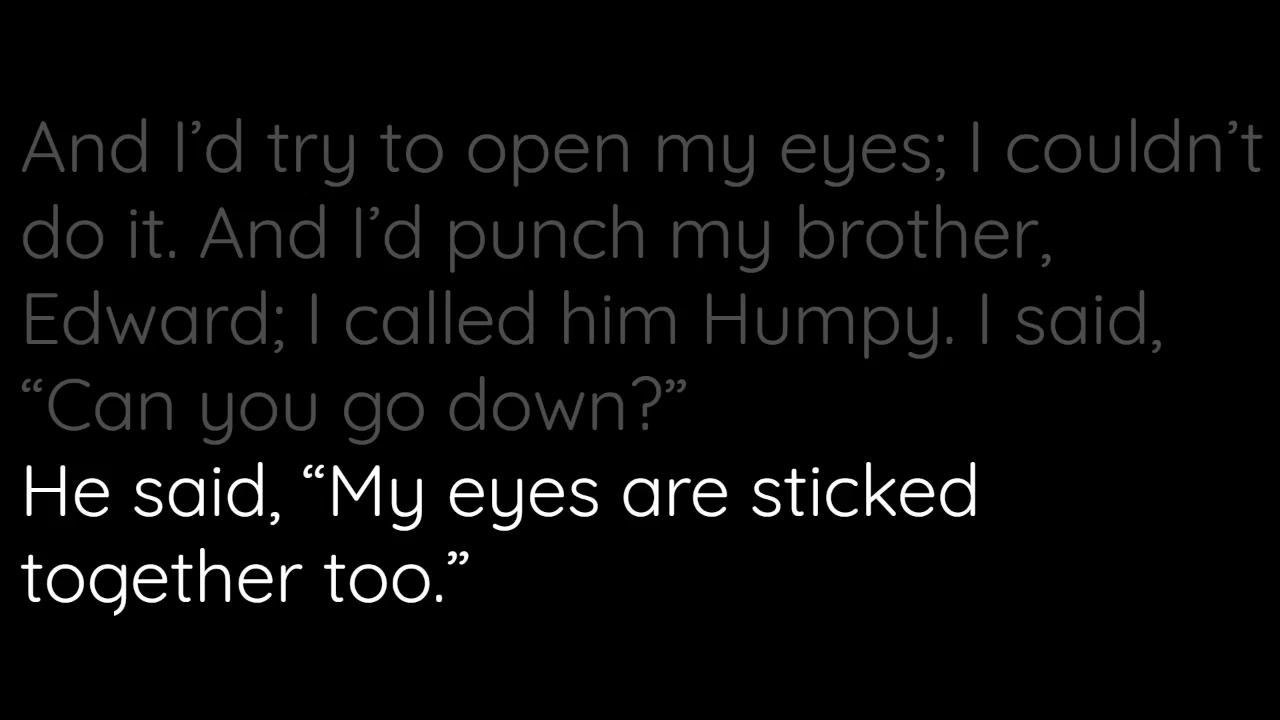 And I’d try to open my eyes; I couldn’t
do it. And I’d punch my brother,
Edward; I called him Humpy. I said,
“Can you go down?”
He said, “My eyes are sticked
together too.”